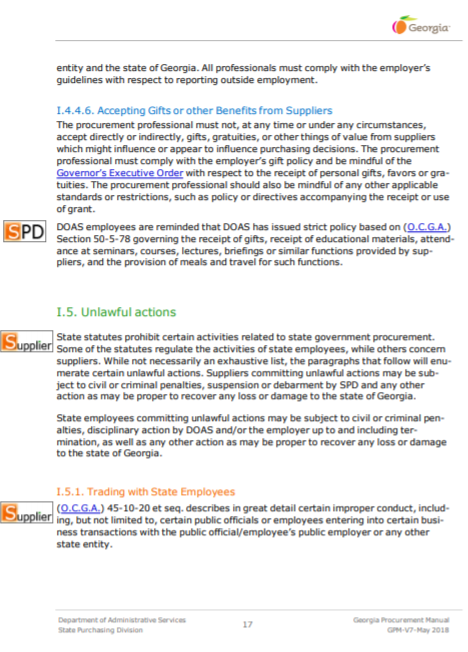 Georgia
entity and the state of Georgia. All professionals must comply with the employer's
guidelines with respect to reporting outside employment.
I.4.4.6. Accepting Gifts or other Benefits from Suppliers
The procurement professional must not, at any time or under any circumstances,
accept directly or indirectly, gifts, gratuities, or other things of value from suppliers
which might influence or appear to influence purchasing decisions. The procurement
professional must comply with the employer's gift policy and be mindful of the
Governor's Executive Order with respect to the receipt of personal gifts, favors or gra-
tuities. The procurement professional should also be mindful of any other applicable
standards or restrictions, such as policy or directives accompanying the receipt or use
of grant.
SPD
DOAS employees are reminded that DOAS has issued strict policy based on (O.C.G.A.)
Section 50-5-78 governing the receipt of gifts, receipt of educational materials, attend-
ance at seminars, courses, lectures, briefings or similar functions provided by sup-
pliers, and the provision of meals and travel for such functions.
I.5. Unlawful actions
Supplier
State statutes prohibit certain activities related to state government procurement.
Some of the statutes regulate the activities of state employees, while others concern
suppliers. While not necessarily an exhaustive list, the paragraphs that follow will enu-
merate certain unlawful actions. Suppliers committing unlawful actions may be sub-
ject to civil or criminal penalties, suspension or debarment by SPD and any other
action as may be proper to recover any loss or damage to the state of Georgia.
State employees committing unlawful actions may be subject to civil or criminal pen-
alties, disciplinary action by DOAS and/or the employer up to and including ter-
mination, as well as any other action as may be proper to recover any loss or damage
to the state of Georgia.
I.5.1. Trading with State Employees
Supplier
(O.C.G.A.) 45-10-20 et seq. describes in great detail certain improper conduct, includ-
ing, but not limited to, certain public officials or employees entering into certain busi-
ness transactions with the public official/employee's public employer or any other
state entity.
Department of Administrative Services
State Purchasing Division
17
Georgia Procurement Manual
GPM-V7-May 2018